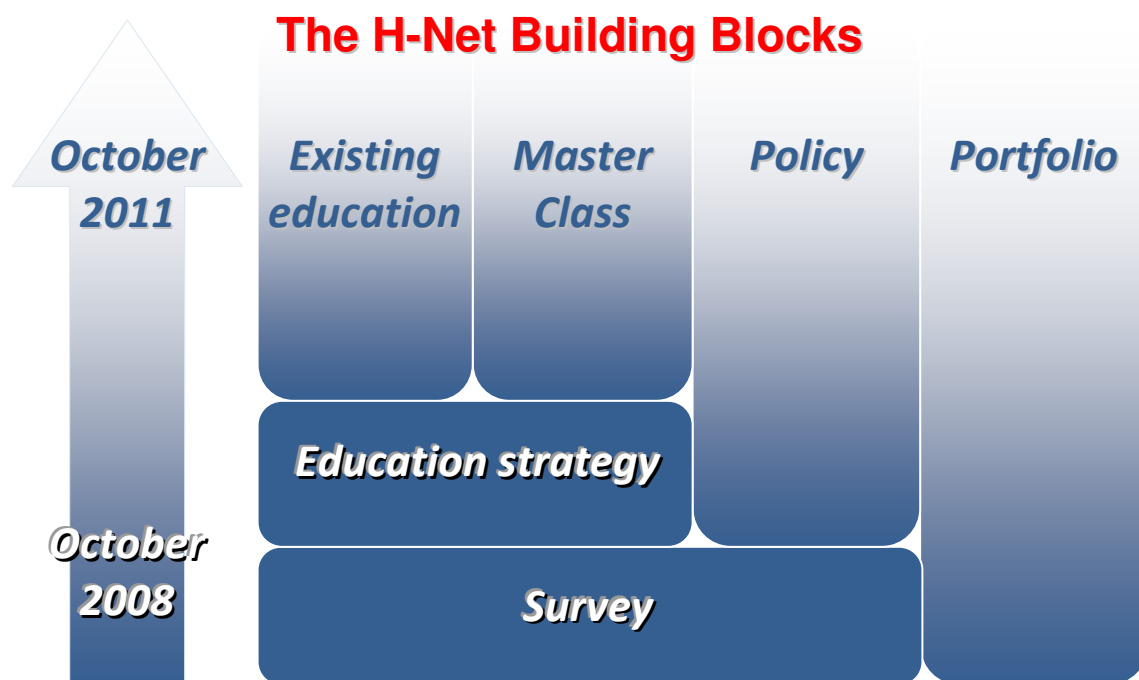 The H-Net Building Blocks
October
2011
Existing
education
Master
Class
Policy
Portfolio
Education strategy
October
2008
Survey